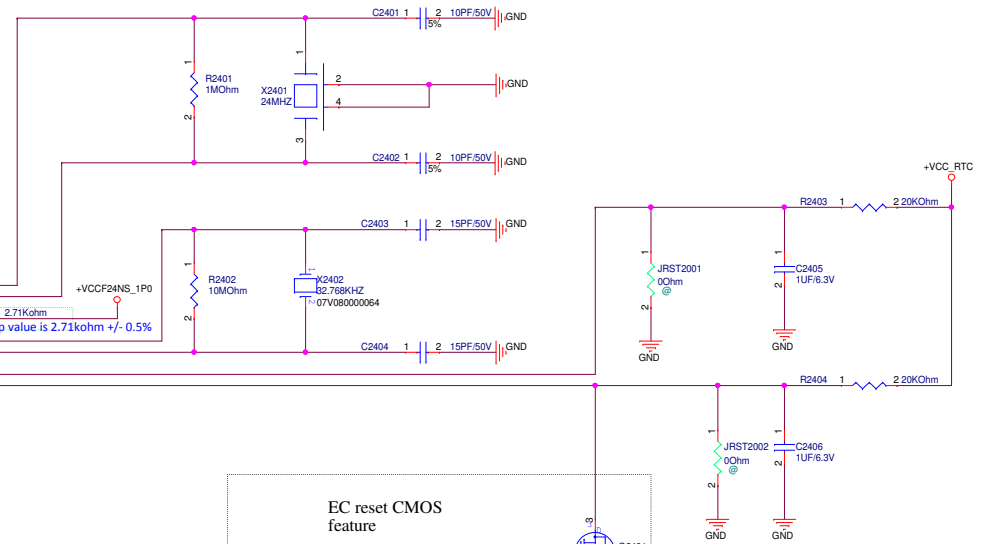 C2401 1 2 10PF/50V GND
5%
1
R2401
1MOhm
2
1
X2401
24MHZ
2
4
GND
3
C2402 1 2 10PF/50V GND
5%
+VCC_RTC
R2403 1 2 20KOhm
C2403 1 2 15PF/50V GND
1
R2402
10MOhm
2
1
X2402
32.768KHZ
07V080000064
2
1
JRST2001
0Ohm
@
2
GND
1
C2405
1UF/6.3V
2
GND
+VCCF24NS_1P0
2.71Kohm
p value is 2.71kohm +/- 0.5%
C2404 1 2 15PF/50V GND
R2404 1 2 20KOhm
1
JRST2002
0Ohm
@
2
GND
1
C2406
1UF/6.3V
2
GND
EC reset CMOS
feature
3